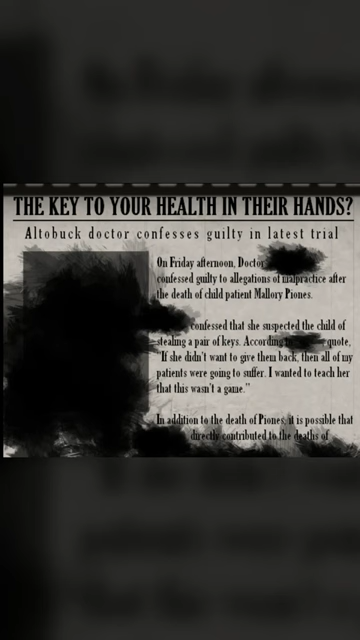 THE KEY TO YOUR HEALTH IN THEIR HANDS?
Altobuck doctor confesses guilty in latest trial
On Friday afternoon, Doctor
confessed guilty to allegations of malpractice after
the death of child patient Mallory Piones.
confessed that she suspected the child of
stealing a pair of keys. According quote,
"If she didn't want to give them back, then all of my
patients were going to suffer. I wanted to teach her
that this wasn't a game."
In addition to the death of Piones, it is possible that
directly contributed to the deaths of